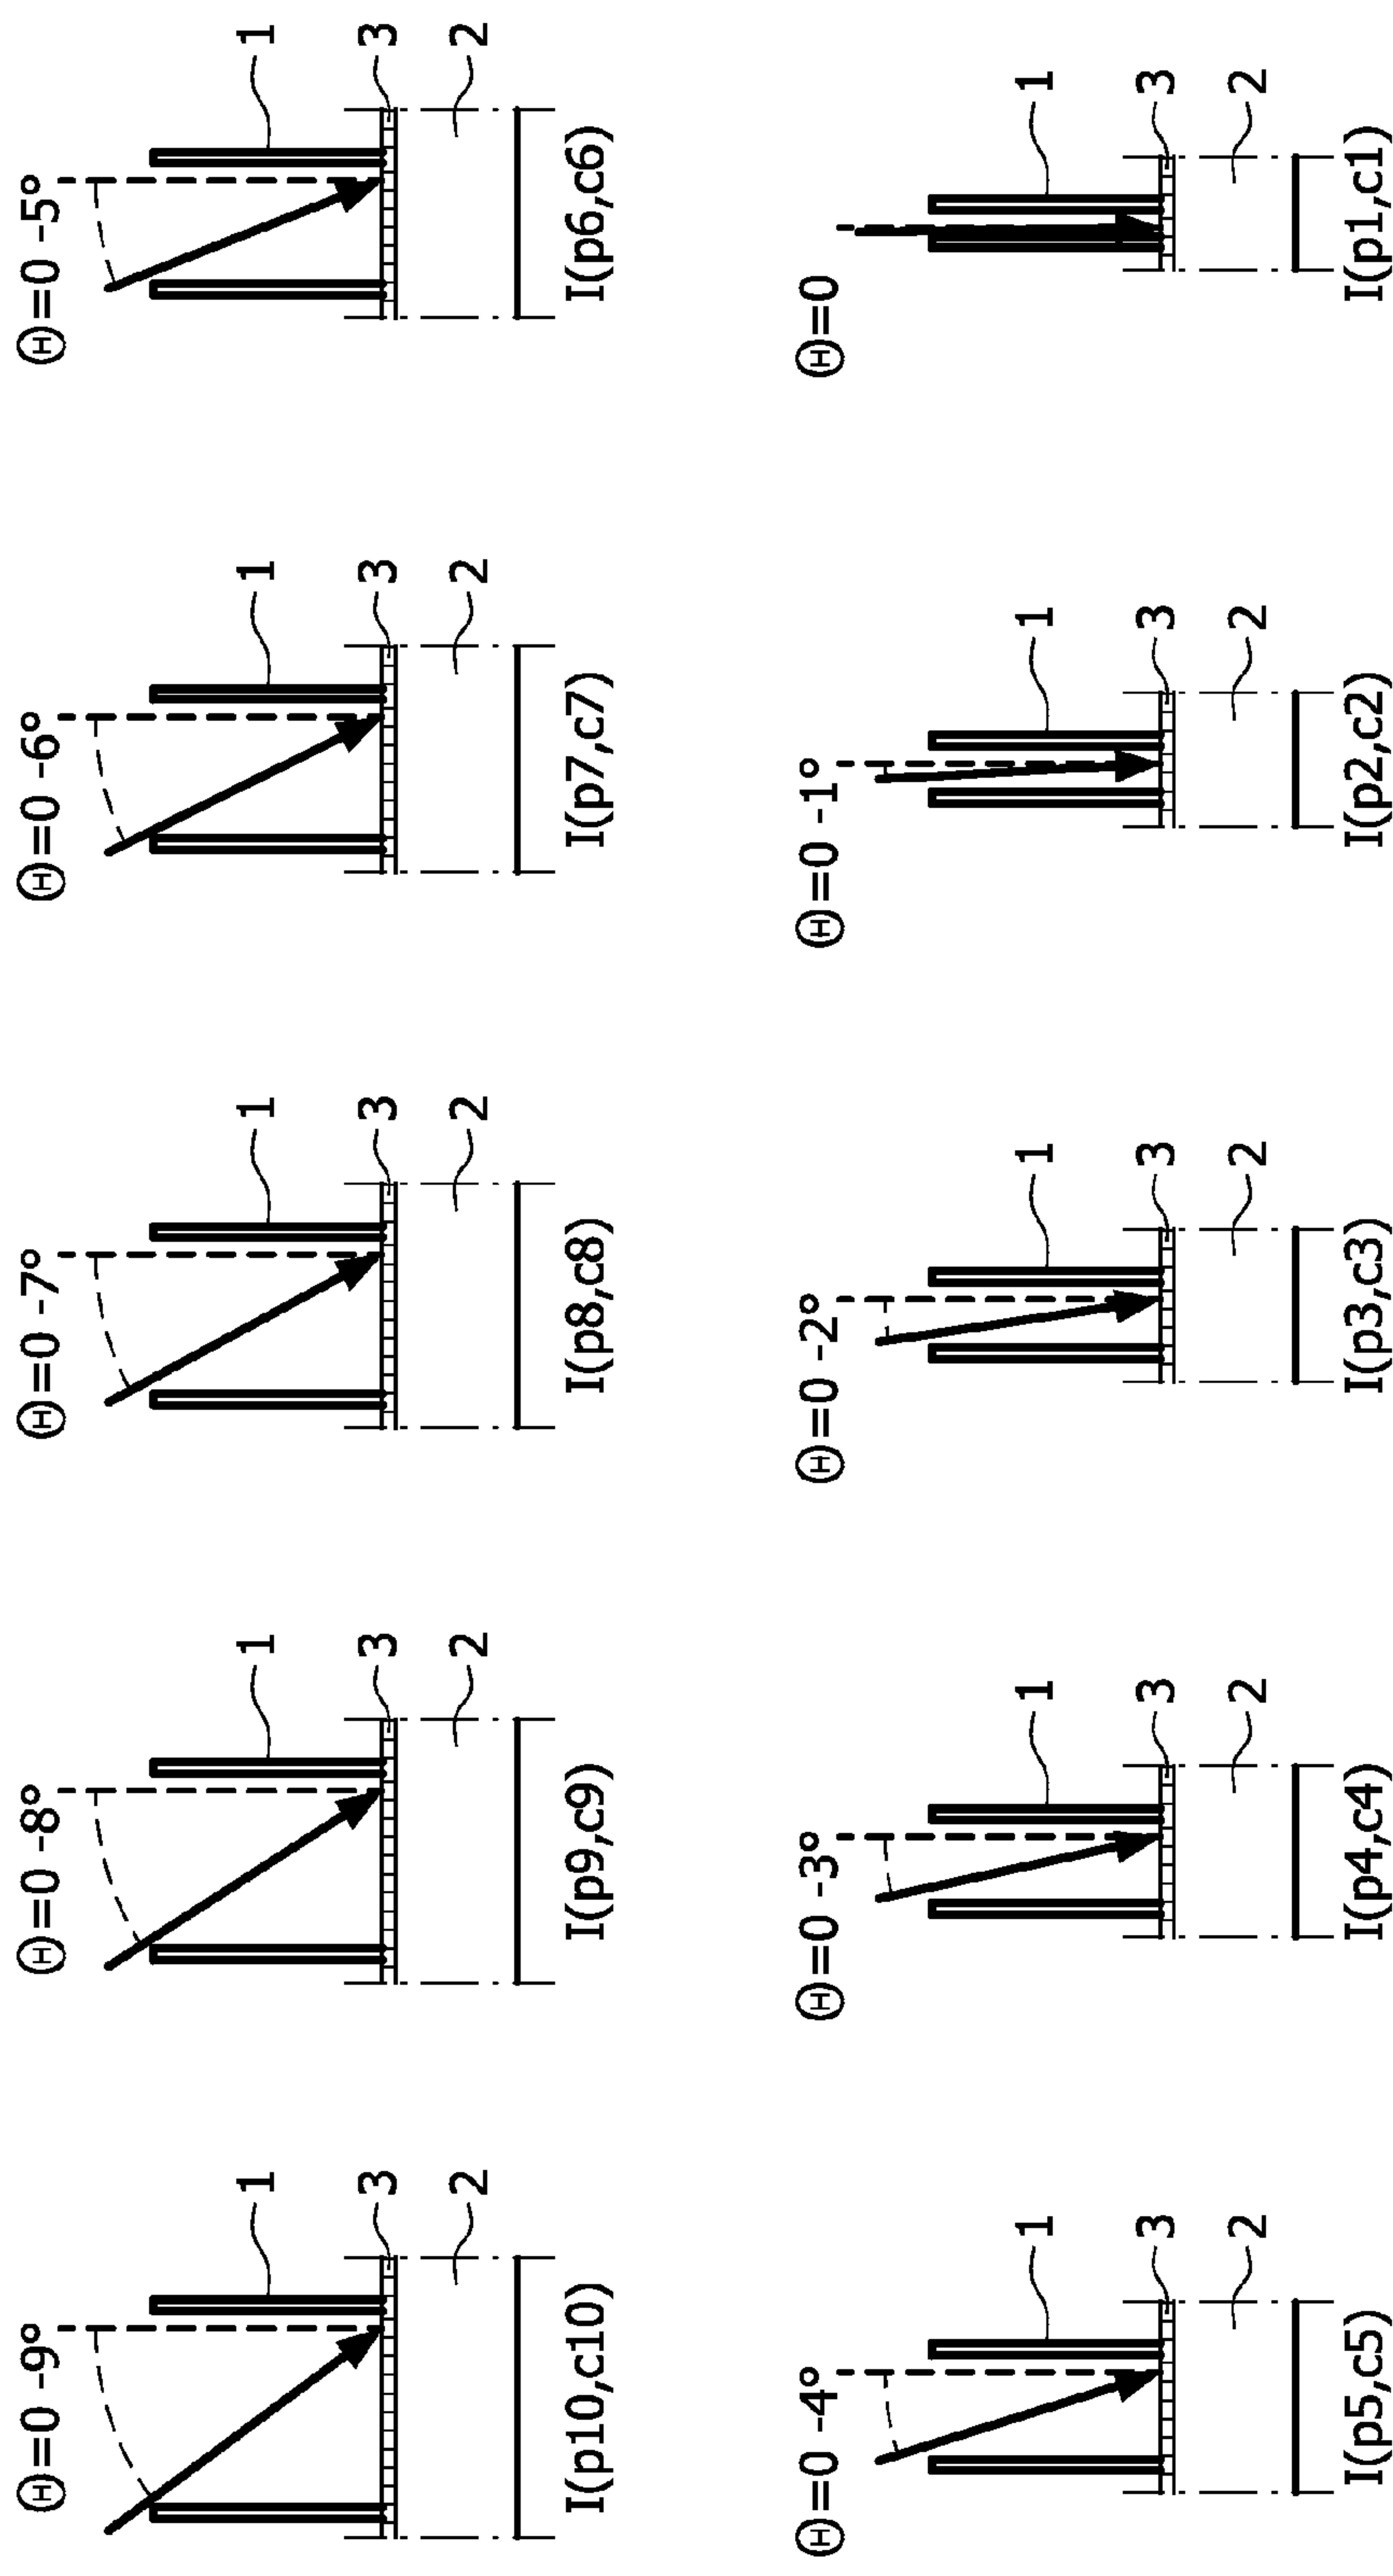 Θ=0 -9°
1
3
2
I(p10,c10)
Θ=0 -8°
1
3
2
I(p9,c9)
Θ=0 -7°
1
3
2
I(p8,c8)
Θ=0 -6°
1
3
2
I(p7,c7)
Θ=0 -5°
1
3
2
I(p6,c6)
Θ=0 -4°
1
3
2
I(p5,c5)
Θ=0 -3°
1
3
2
I(p4,c4)
Θ=0 -2°
1
3
2
I(p3,c3)
Θ=0 -1°
1
3
2
I(p2,c2)
Θ=0
1
3
2
I(p1,c1)